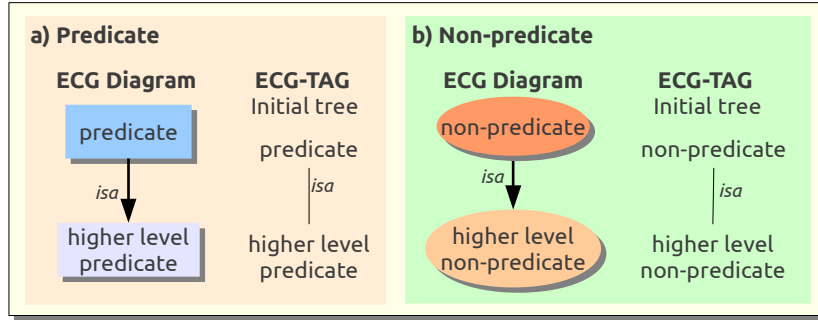 a) Predicate
ECG Diagram
ECG-TAG
Initial tree
predicate
predicate
isa
isa
higher level
predicate
higher level
predicate
b) Non-predicate
ECG Diagram
ECG-TAG
Initial tree
non-predicate
non-predicate
isa
isa
higher level
non-predicate
higher level
non-predicate